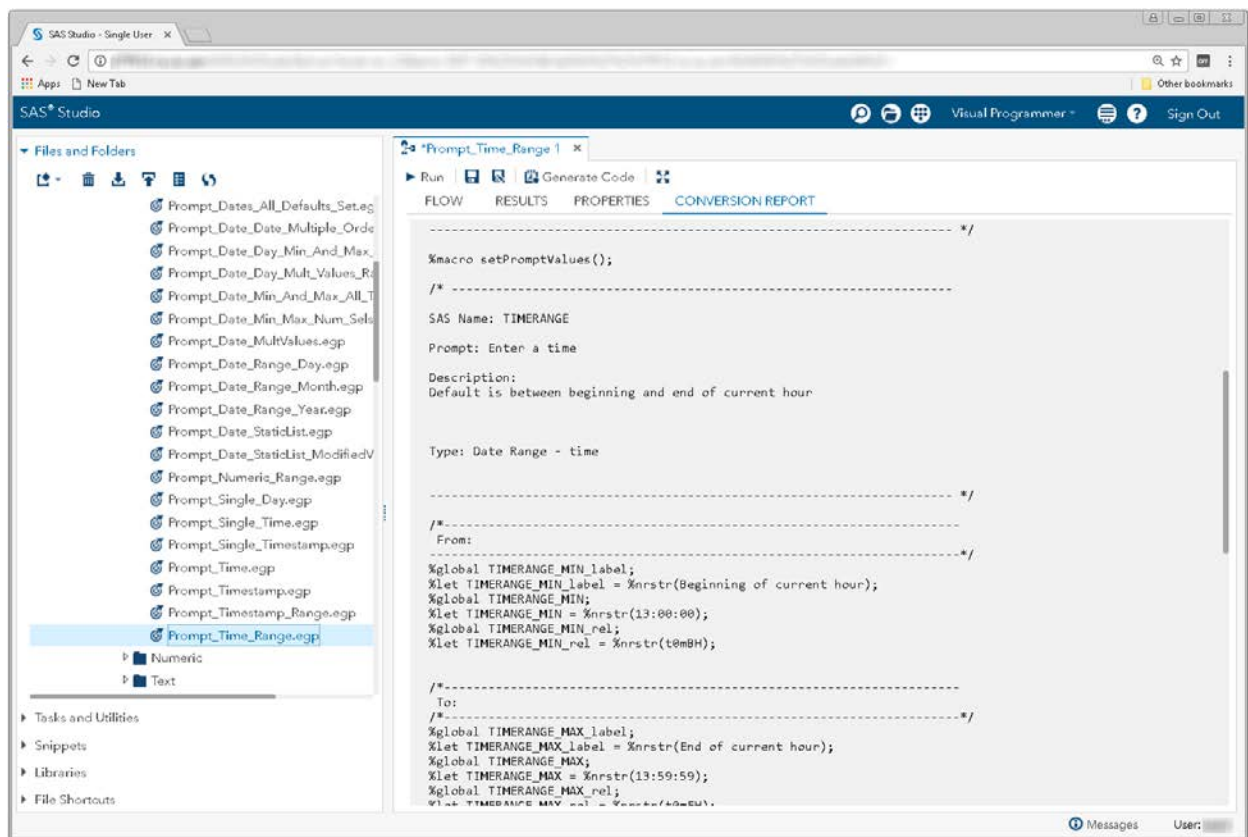 SAS Studio - Single User
Apps New Tab
Other bookmarks
SAS® Studio
Visual Programmer
Sign Out
Files and Folders
Prompt_Dates_All_Defaults_Set.eg
Prompt_Date_Date_Multiple_Orde
Prompt_Date_Day_Min_And_Max_
Prompt_Date_Day_Mult_Values_Ra
Prompt_Date_Min_And_Max_All_T
Prompt_Date_Min_Max_Num_Sels
Prompt_Date_MultValues.egp
Prompt_Date_Range_Day.egp
Prompt_Date_Range_Month.egp
Prompt_Date_Range_Year.egp
Prompt_Date_StaticList.egp
Prompt_Date_StaticList_ModifiedV
Prompt_Numeric_Range.egp
Prompt_Single_Day.egp
Prompt_Single_Time.egp
Prompt_Single_Timestamp.egp
Prompt_Time.egp
Prompt_Timestamp.egp
Prompt_Timestamp_Range.egp
Prompt_Time_Range.egp
Numeric
Text
Tasks and Utilities
Snippets
Libraries
File Shortcuts
*Prompt_Time_Range 1
Run Generate Code
FLOW RESULTS PROPERTIES CONVERSION REPORT
----------------------------------------------------------------------- */
%macro setPromptValues();
/* --------------------------------------------------------------------
SAS Name: TIMERANGE
Prompt: Enter a time
Description:
Default is between beginning and end of current hour
Type: Date Range - time
----------------------------------------------------------------------- */
/*----------------------------------------------------------------------
From:
------------------------------------------------------------------------*/
%global TIMERANGE_MIN_label;
%let TIMERANGE_MIN_label = %nrstr(Beginning of current hour);
%global TIMERANGE_MIN;
%let TIMERANGE_MIN = %nrstr(13:00:00);
%global TIMERANGE_MIN_rel;
%let TIMERANGE_MIN_rel = %nrstr(t0mBH);
/*----------------------------------------------------------------------
To:
/*----------------------------------------------------------------------*/
%global TIMERANGE_MAX_label;
%let TIMERANGE_MAX_label = %nrstr(End of current hour);
%global TIMERANGE_MAX;
%let TIMERANGE_MAX = %nrstr(13:59:59);
%global TIMERANGE_MAX_rel;
%let TIMERANGE_MAX_rel = %nrstr(t0mEH);
Messages User: